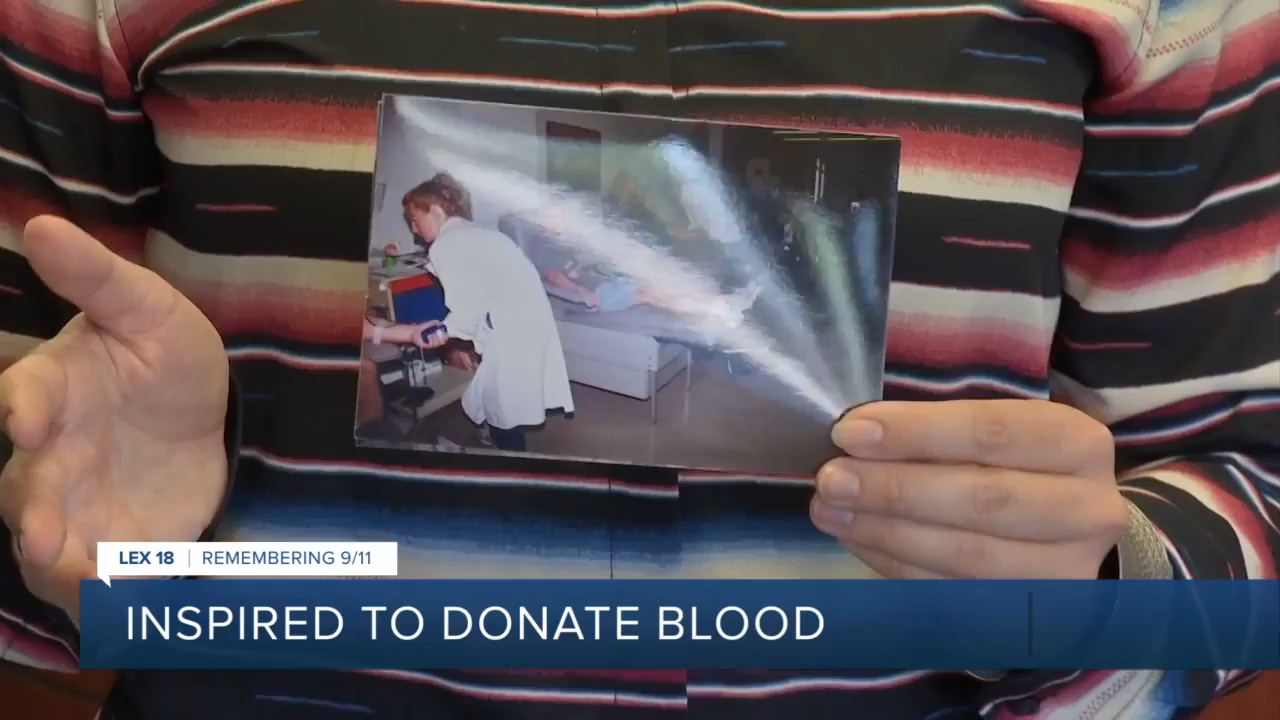 LEX 18 | REMEMBERING 9/11
INSPIRED TO DONATE BLOOD